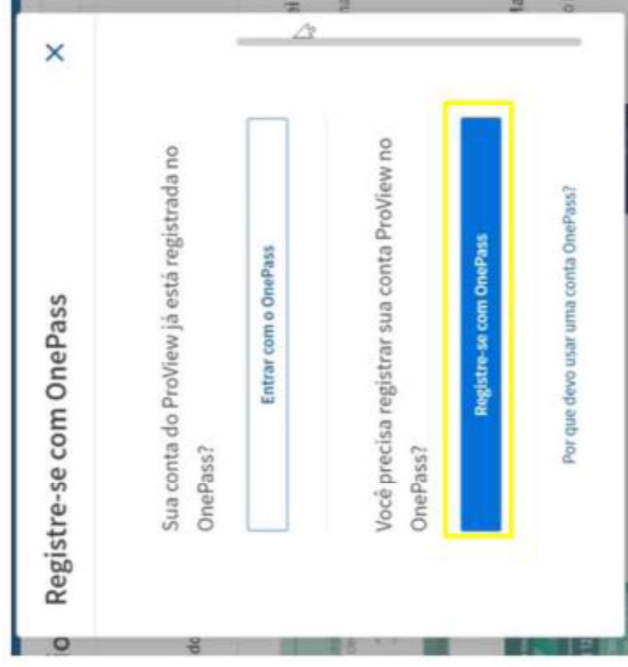 Registre-se com OnePass
Sua conta do ProView já está registrada no
OnePass?
Entrar com o OnePass
Você precisa registrar sua conta ProView no
OnePass?
Registre-se com OnePass
Por que devo usar uma conta OnePass?